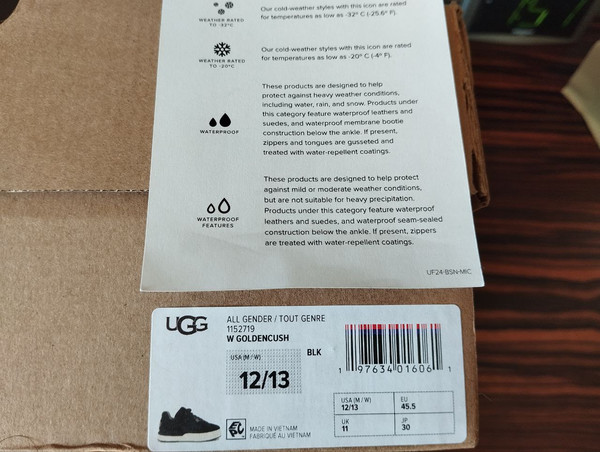 Our cold-weather styles with this icon are rated
for temperatures as low as -32° C (-25.6° F).
WEATHER RATED
TO -32°C
Our cold-weather styles with this icon are rated
for temperatures as low as -20° C (-4° F).
WEATHER RATED
TO -20°C
These products are designed to help
protect against heavy weather conditions,
including water, rain, and snow. Products under
this category feature waterproof leathers and
suedes, and waterproof membrane bootie
construction below the ankle. If present,
zippers and tongues are gusseted and
treated with water-repellent coatings.
WATERPROOF
These products are designed to help protect
against mild or moderate weather conditions,
but are not suitable for heavy precipitation.
Products under this category feature waterproof
leathers and suedes, and waterproof seam-sealed
construction below the ankle. If present, zippers
are treated with water-repellent coatings.
WATERPROOF
FEATURES
UF24-BSN-MIC
UGG
ALL GENDER / TOUT GENRE
1152719
W GOLDENCUSH
USA (M / W)
BLK
12/13
1 97634 01606 1
USA (M / W)
12/13
EU
45.5
UK
11
JP
30
MADE IN VIETNAM
FABRIQUÉ AU VIETNAM